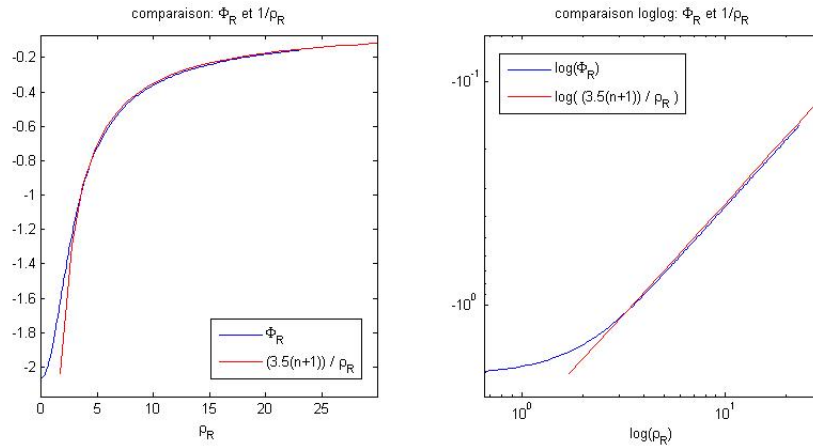 comparaison: Φ_R et 1/ρ_R
-0.2
-0.4
-0.6
-0.8
-1
-1.2
-1.4
-1.6
-1.8
-2
0
5
10
15
20
25
Φ_R
(3.5(n+1)) / ρ_R
ρ_R
comparaison loglog: Φ_R et 1/ρ_R
-10^-1
-10^0
10^0
10^1
log(Φ_R)
log( (3.5(n+1)) / ρ_R )
log(ρ_R)